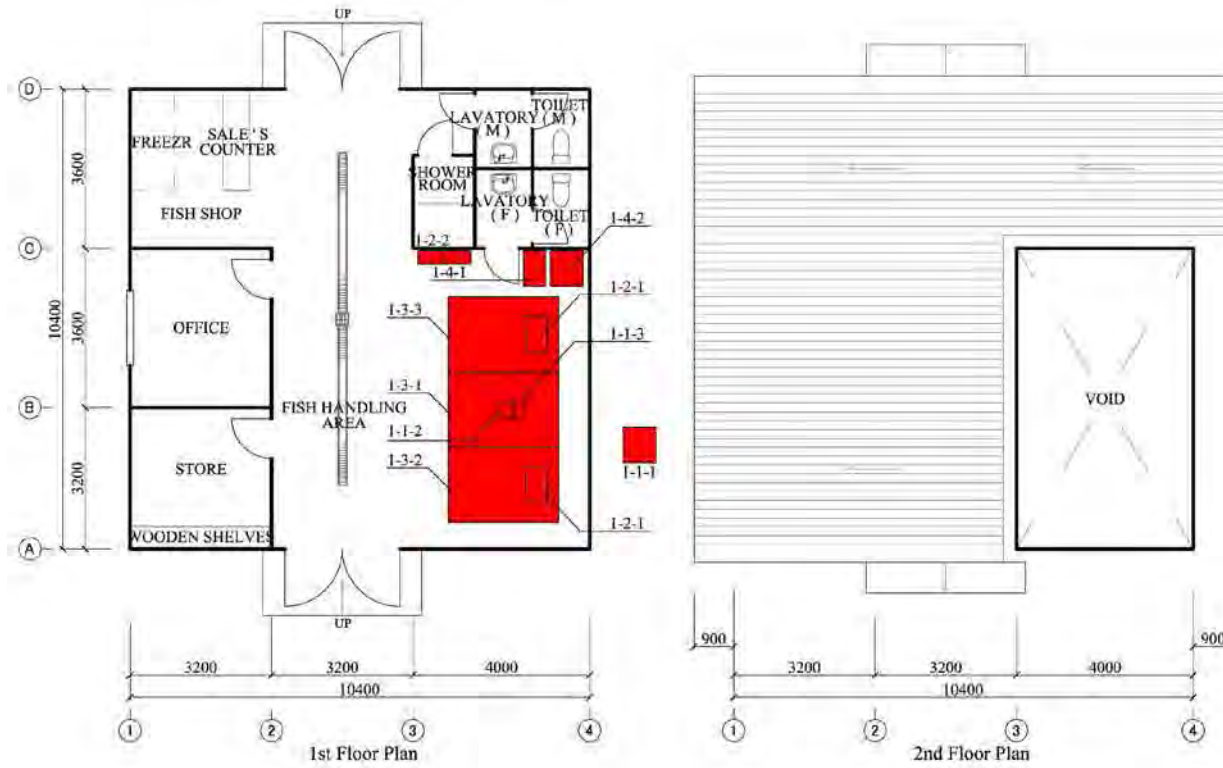 UP
D
LAVATORY
( M )
TOILET
( M )
FREEZR
SALE'S
COUNTER
SHOWER
ROOM
LAVATORY
( F )
TOILET
( F )
FISH SHOP
3600
C
1-2-2
1-4-1
1-4-2
1-2-1
1-3-3
1-1-3
10400
3600
OFFICE
1-3-1
B
FISH HANDLING
AREA
1-1-2
1-3-2
1-1-1
STORE
3200
1-2-1
WOODEN SHELVES
A
UP
3200
3200
4000
10400
1
2
3
4
1st Floor Plan
VOID
900
900
3200
3200
4000
10400
1
2
3
4
2nd Floor Plan